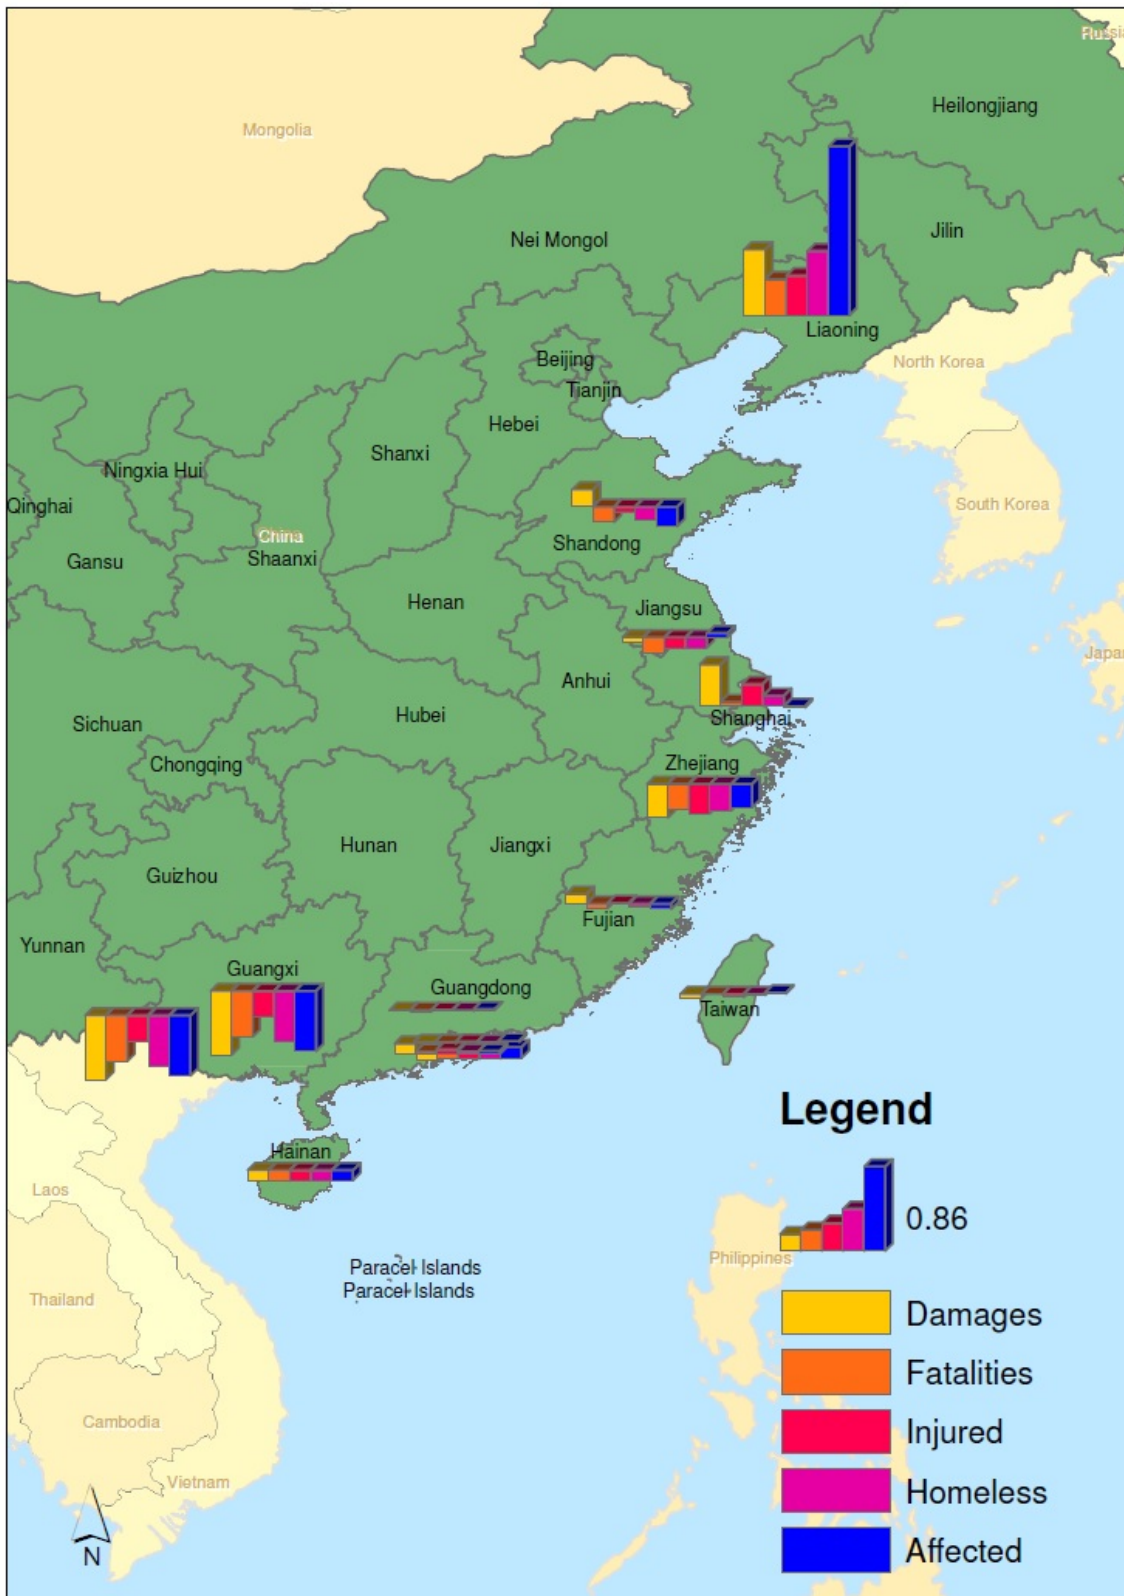 Russia
Heilongjiang
Mongolia
Jilin
Nei Mongol
Liaoning
Beijing
North Korea
Tianjin
Hebei
Shanxi
Ningxia Hui
Qinghai
South Korea
China
Shandong
Shaanxi
Gansu
Henan
Jiangsu
Japan
Anhui
Hubei
Shanghai
Sichuan
Zhejiang
Chongqing
Hunan
Jiangxi
Guizhou
Fujian
Yunnan
Guangxi
Guangdong
Taiwan
Legend
Hainan
Laos
0.86
Philippines
Paracel Islands
Paracel Islands
Thailand
Damages
Fatalities
Cambodia
Injured
Vietnam
Homeless
N
Affected